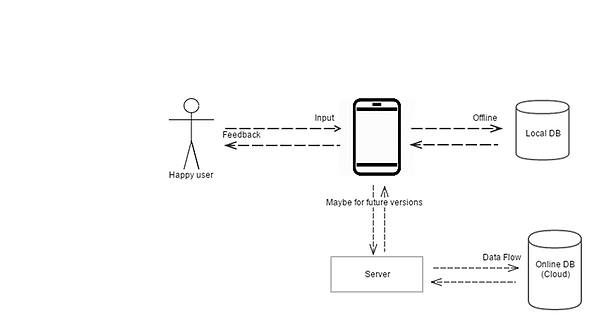 Input
Offline
Feedback
Local DB
Happy user
Maybe for future versions
Data Flow
Online DB
(Cloud)
Server